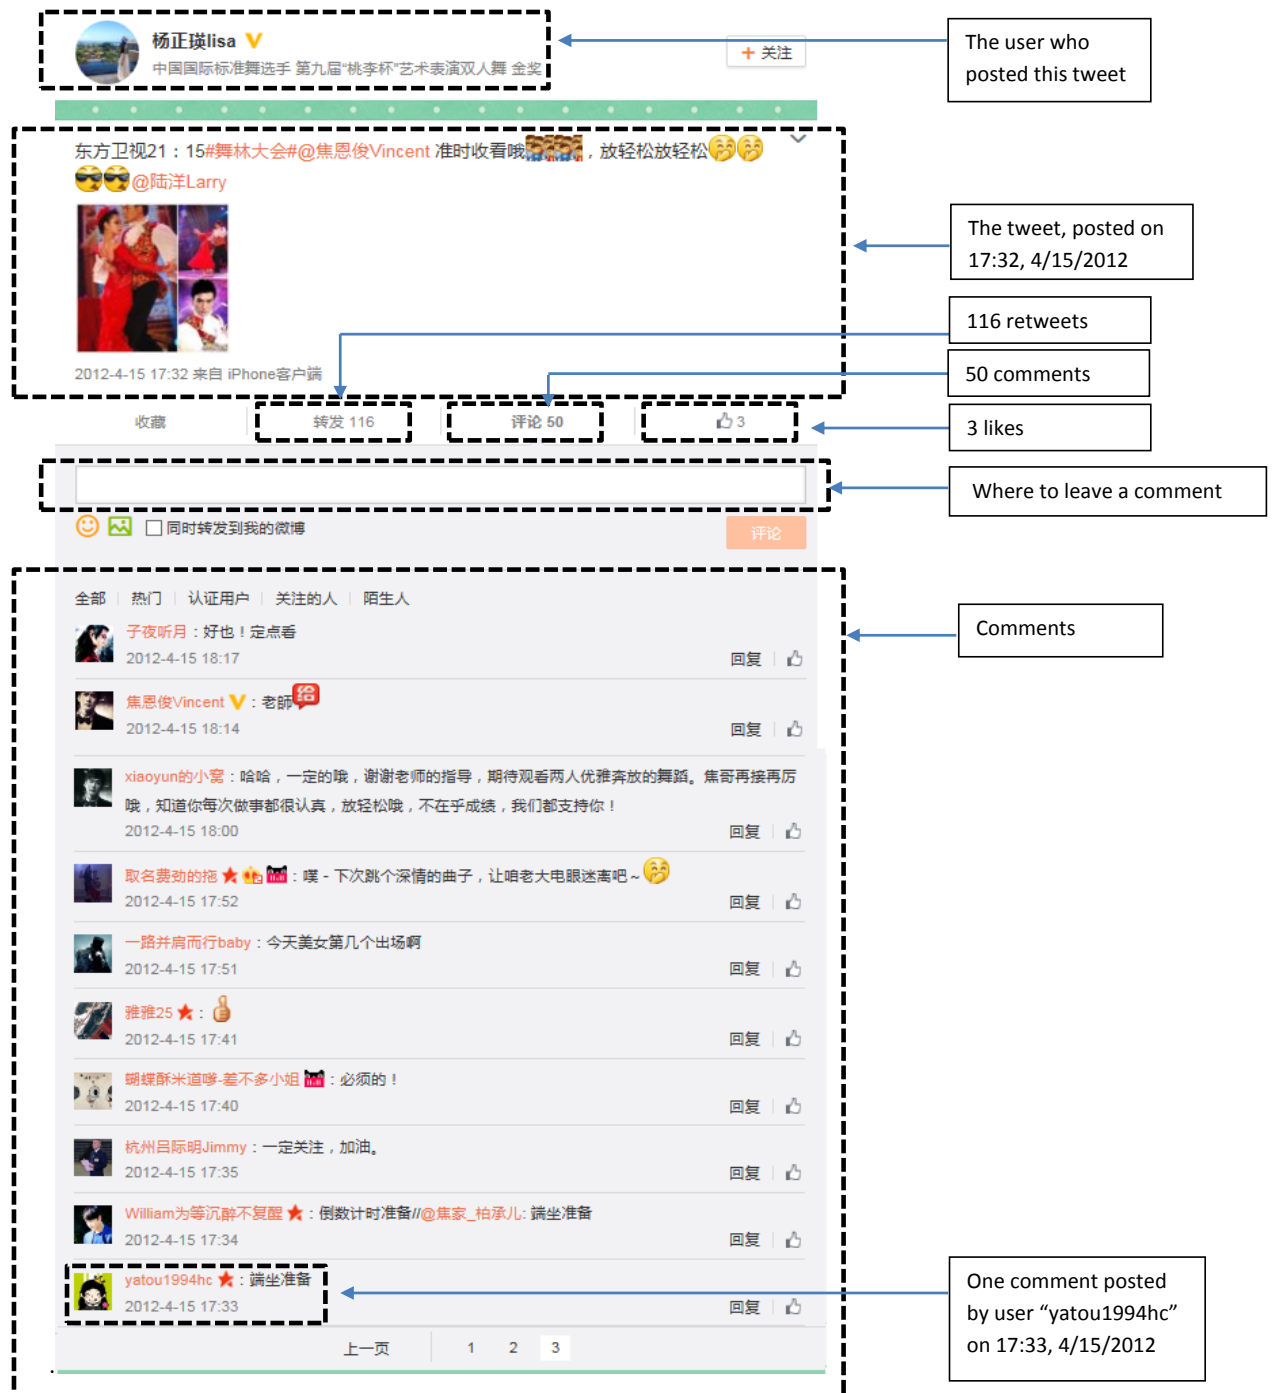 杨正瑛lisa
中国国际标准舞选手 第九届“桃李杯”艺术表演双人舞 金奖
+ 关注
The user who
posted this tweet
东方卫视21：15#舞林大会#@焦恩俊Vincent 准时收看哦，放轻松放轻松
@陆洋Larry
The tweet, posted on
17:32, 4/15/2012
116 retweets
2012-4-15 17:32 来自 iPhone客户端
50 comments
收藏 转发 116 评论 50 3
3 likes
Where to leave a comment
同时转发到我的微博
评论
全部 热门 认证用户 关注的人 陌生人
Comments
子夜听月：好也！定点看
2012-4-15 18:17
回复
焦恩俊Vincent：老師给
2012-4-15 18:14
回复
xiaoyun的小窝：哈哈，一定的哦，谢谢老师的指导，期待观看两人优雅奔放的舞蹈。焦哥再接再厉
哦，知道你每次做事都很认真，放轻松哦，不在乎成绩，我们都支持你！
2012-4-15 18:00
回复
取名费劲的拖：噗 - 下次跳个深情的曲子，让咱老大电眼迷离吧～
2012-4-15 17:52
回复
一路并肩而行baby：今天美女第几个出场啊
2012-4-15 17:51
回复
雅雅25：
2012-4-15 17:41
回复
蝴蝶酥米道嗲-差不多小姐：必须的！
2012-4-15 17:40
回复
杭州吕际明Jimmy：一定关注，加油。
2012-4-15 17:35
回复
William为等沉醉不复醒：倒数计时准备//@焦家_柏承儿: 端坐准备
2012-4-15 17:34
回复
yatou1994hc：端坐准备
2012-4-15 17:33
回复
One comment posted
by user “yatou1994hc”
on 17:33, 4/15/2012
上一页 1 2 3